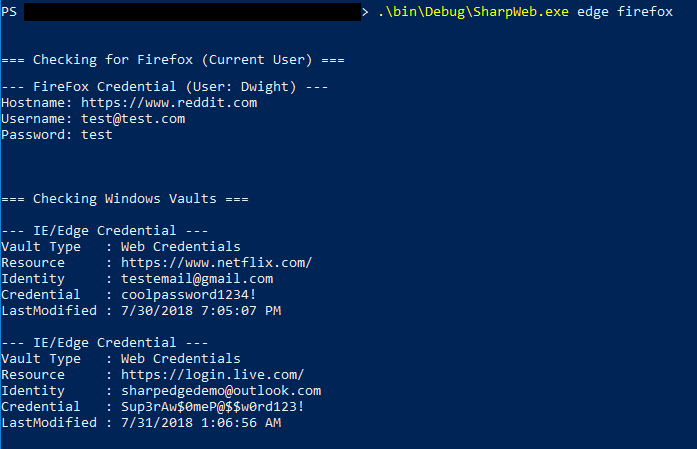 PS > .\bin\Debug\SharpWeb.exe edge firefox
=== Checking for Firefox (Current User) ===
--- FireFox Credential (User: Dwight) ---
Hostname: https://www.reddit.com
Username: test@test.com
Password: test
=== Checking Windows Vaults ===
--- IE/Edge Credential ---
Vault Type   : Web Credentials
Resource     : https://www.netflix.com/
Identity     : testemail@gmail.com
Credential   : coolpassword1234!
LastModified : 7/30/2018 7:05:07 PM
--- IE/Edge Credential ---
Vault Type   : Web Credentials
Resource     : https://login.live.com/
Identity     : sharpedgedemo@outlook.com
Credential   : Sup3rAw$0meP@$$w0rd123!
LastModified : 7/31/2018 1:06:56 AM